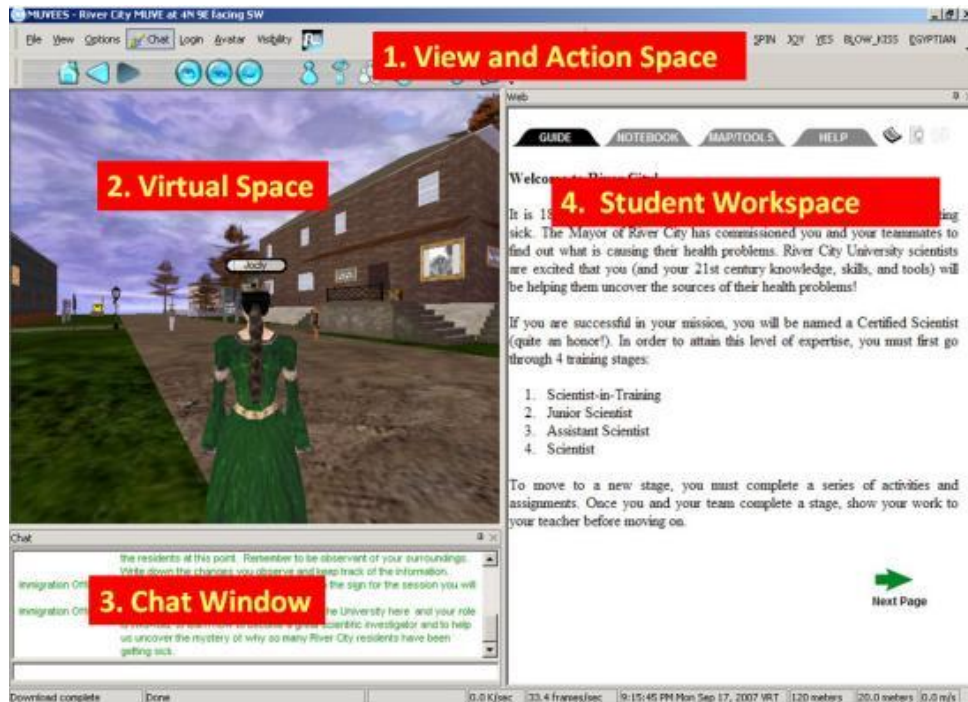 MUVEES - River City MUVE at 4N 9E facing SW
File View Options Chat Login Avatar Visibility
SPIN JOY YES BLOW_KISS EGYPTIAN
1. View and Action Space
Web
GUIDE NOTEBOOK MAP/TOOLS HELP
2. Virtual Space
Jody
Welcome to River City!
4. Student Workspace
It is 18
sick. The Mayor of River City has commissioned you and your teammates to
find out what is causing their health problems. River City University scientists
are excited that you (and your 21st century knowledge, skills, and tools) will
be helping them uncover the sources of their health problems!
If you are successful in your mission, you will be named a Certified Scientist
(quite an honor!). In order to attain this level of expertise, you must first go
through 4 training stages:
1. Scientist-in-Training
2. Junior Scientist
3. Assistant Scientist
4. Scientist
To move to a new stage, you must complete a series of activities and
assignments. Once you and your team complete a stage, show your work to
your teacher before moving on.
Next Page
Chat
the residents at this point. Remember to be observant of your surroundings.
Write down the changes you observe and keep track of the information.
Immigration Off the sign for the session you will
3. Chat Window
Immigration Off the University here and your role
scientific investigator and to help
us uncover the mystery of why so many River City residents have been
getting sick.
Download complete Done 0.0 K/sec 33.4 frames/sec 9:15:45 PM Mon Sep 17, 2007 VRT 120 meters 20.0 meters 0.0 m/s